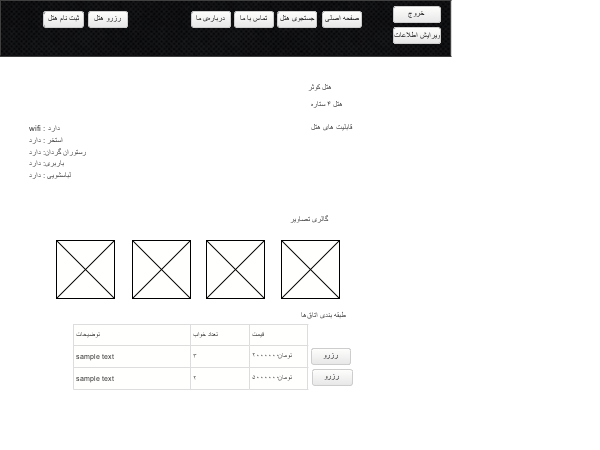 خروج
صفحه اصلی جستجوی هتل تماس با ما درباره‌ی ما رزرو هتل ثبت نام هتل
ویرایش اطلاعات
هتل کوثر
هتل ۴ ستاره
قابلیت های هتل
wifi : دارد
استخر : دارد
رستوران گردان: دارد
باربری: دارد
لباسشویی : دارد
گالری تصاویر
طبقه بندی اتاق‌ها
قیمت تعداد خواب توضیحات
رزرو تومان ۲۰۰۰۰۰۰ ۳ sample text
رزرو تومان ۵۰۰۰۰۰۰ ۲ sample text